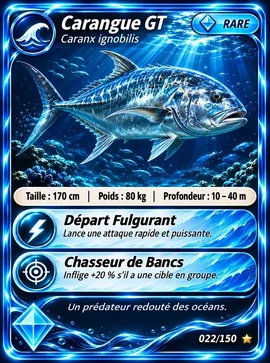 Carangue GT
RARE
Caranx ignobilis
Taille : 170 cm | Poids : 80 kg | Profondeur : 10 – 40 m
Départ Fulgurant
Lance une attaque rapide et puissante.
Chasseur de Bancs
Inflige +20 % s'il a une cible en groupe.
Un prédateur redouté des océans.
022/150